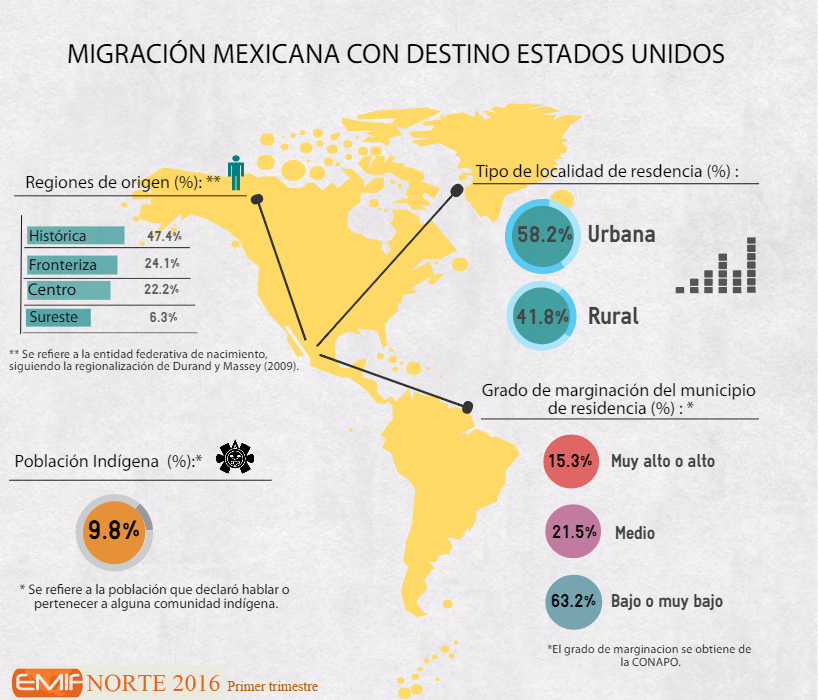 MIGRACIÓN MEXICANA CON DESTINO ESTADOS UNIDOS
Regiones de origen (%): **
Histórica 47.4%
Fronteriza 24.1%
Centro 22.2%
Sureste 6.3%
** Se refiere a la entidad federativa de nacimiento,
siguiendo la regionalización de Durand y Massey (2009).
Población Indígena (%):*
9.8%
* Se refiere a la población que declaró hablar o
pertenecer a alguna comunidad indígena.
Tipo de localidad de resdencia (%) :
58.2% Urbana
41.8% Rural
Grado de marginación del municipio
de residencia (%) : *
15.3% Muy alto o alto
21.5% Medio
63.2% Bajo o muy bajo
*El grado de marginacion se obtiene de
la CONAPO.
EMIF NORTE 2016 Primer trimestre